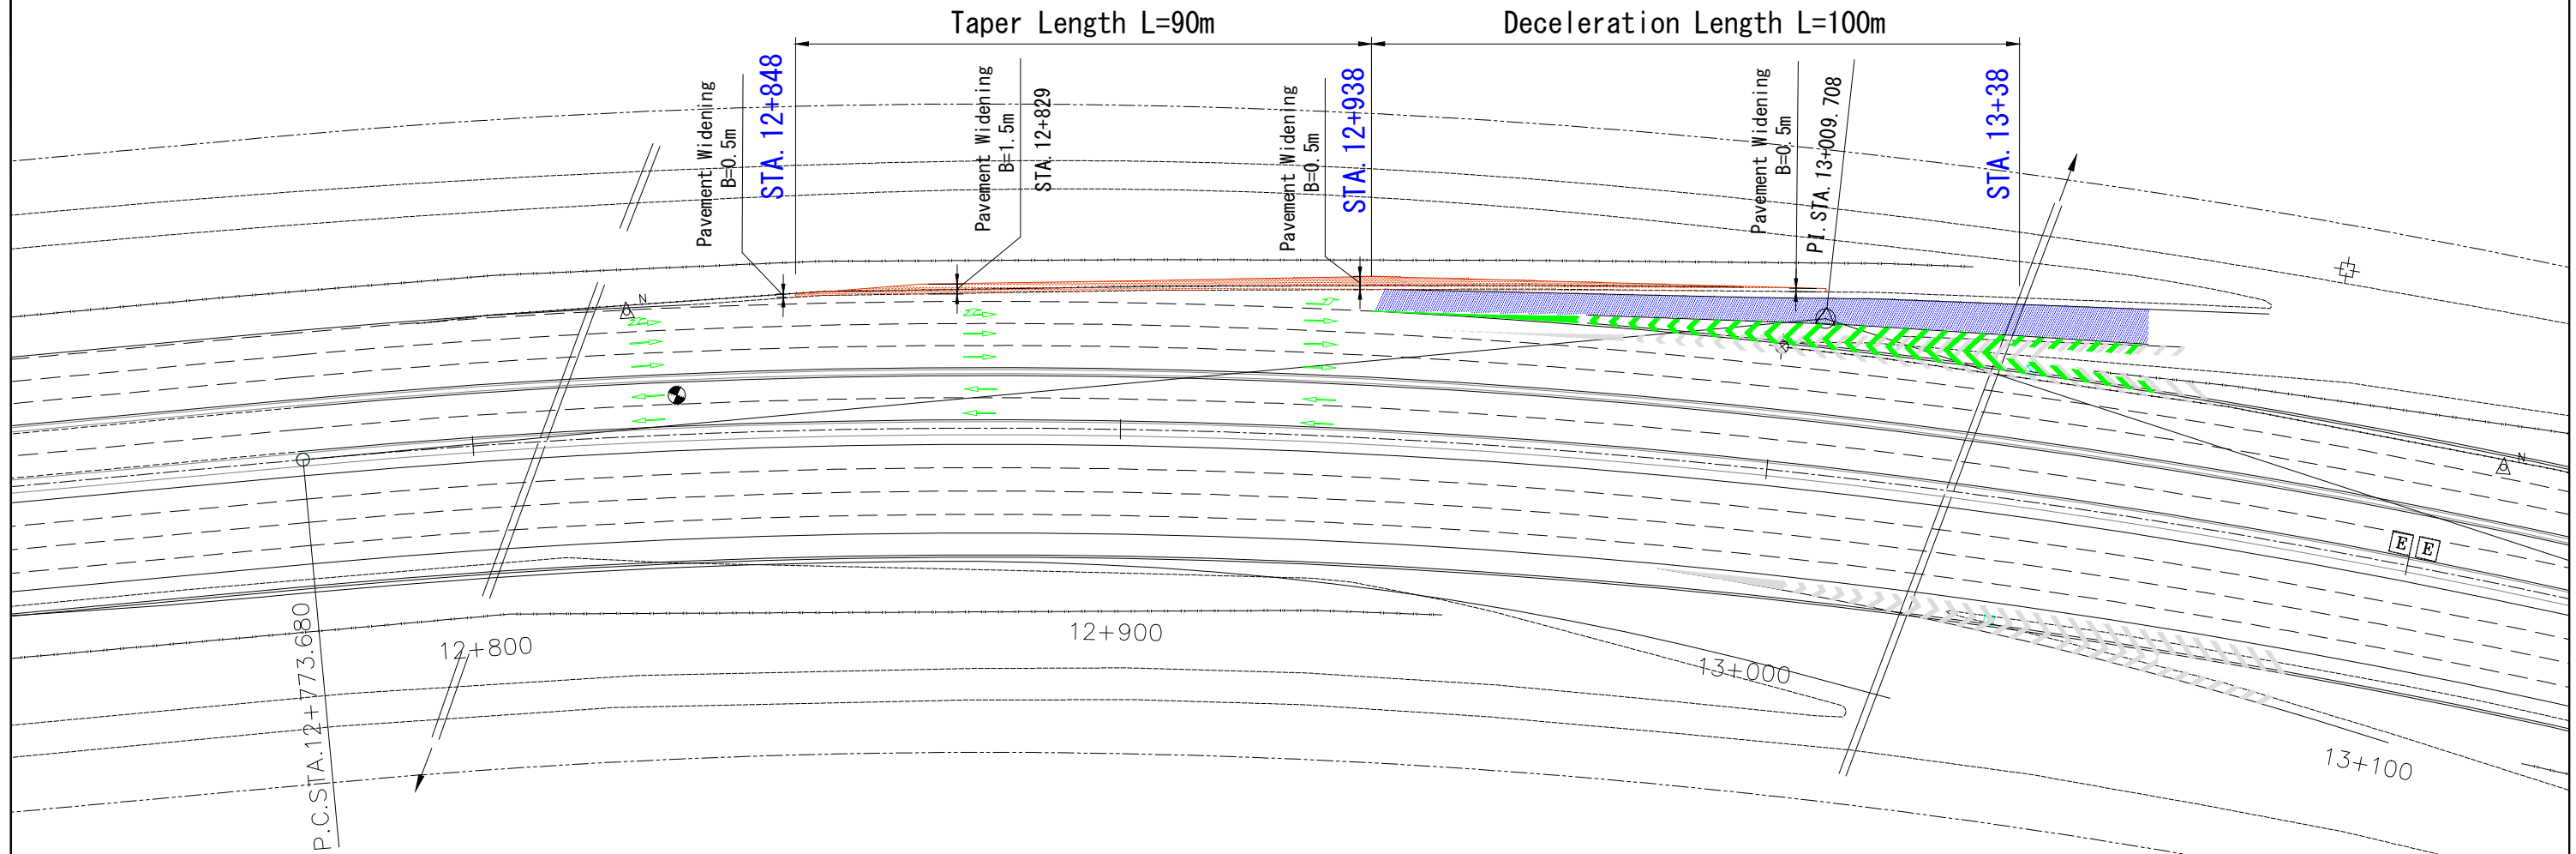 Taper Length L=90m
Deceleration Length L=100m
Pavement Widening
B=0.5m
STA. 12+848
Pavement Widening
B=1.5m
STA. 12+829
Pavement Widening
B=0.5m
STA. 12+938
Pavement Widening
B=0.5m
PI. STA. 13+009. 708
STA. 13+38
N
N
E E
P.C.STA.12+773.680
12+800
12+900
13+000
13+100